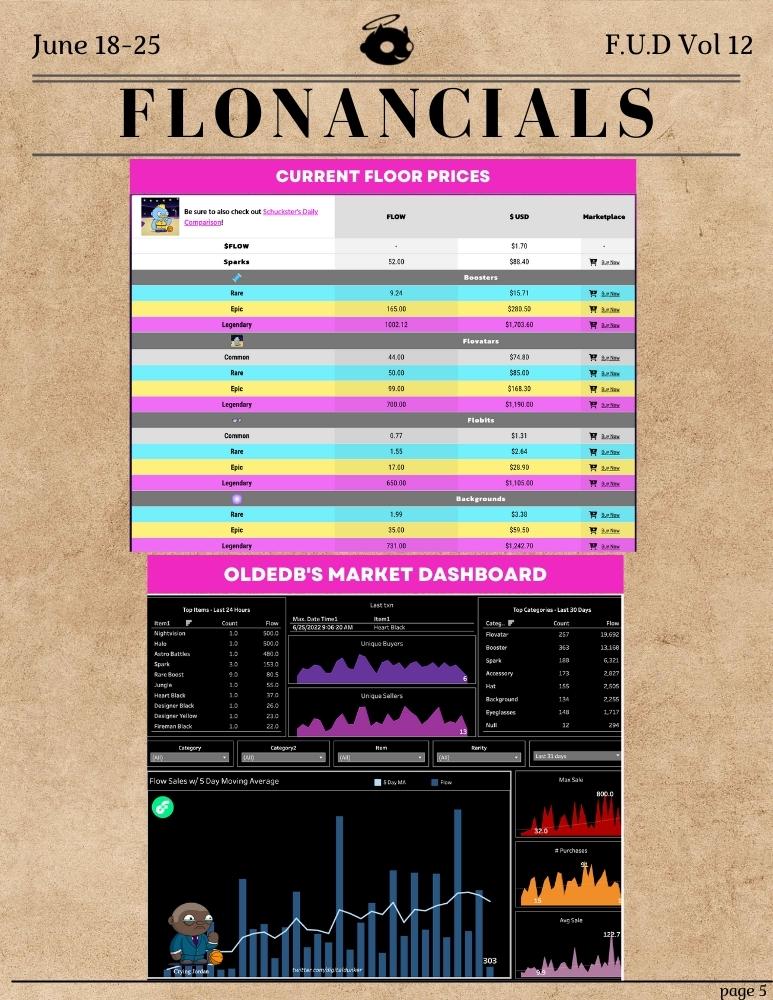 June 18-25
F.U.D Vol 12
FLONANCIALS
CURRENT FLOOR PRICES
Be sure to also check out Schuckster's Daily Comparison! FLOW $ USD Marketplace
$FLOW - $1.70 -
Sparks 52.00 $88.40 Buy Now
Boosters
Rare 9.24 $15.71 Buy Now
Epic 165.00 $280.50 Buy Now
Legendary 1002.12 $1,703.60 Buy Now
Flovatars
Common 44.00 $74.80 Buy Now
Rare 50.00 $85.00 Buy Now
Epic 99.00 $168.30 Buy Now
Legendary 700.00 $1,190.00 Buy Now
Flobits
Common 0.77 $1.31 Buy Now
Rare 1.55 $2.64 Buy Now
Epic 17.00 $28.90 Buy Now
Legendary 650.00 $1,105.00 Buy Now
Backgrounds
Rare 1.99 $3.38 Buy Now
Epic 35.00 $59.50 Buy Now
Legendary 731.00 $1,242.70 Buy Now
OLDEDB'S MARKET DASHBOARD
Top Items - Last 24 Hours
Item1 Count Flow
Nightvision 1.0 500.0
Halo 1.0 500.0
Astro Battles 1.0 480.0
Spark 3.0 153.0
Rare Boost 9.0 80.5
Jungle 1.0 55.0
Heart Black 1.0 37.0
Designer Black 1.0 26.0
Designer Yellow 1.0 23.0
Fireman Black 1.0 22.0
Last txn
Max. Date Time1 Item1
6/25/2022 9:06:20 AM Heart Black
Unique Buyers
6
Unique Sellers
13
Top Categories - Last 30 Days
Categ.. Count Flow
Flovatar 257 19,692
Booster 363 13,168
Spark 188 6,321
Accessory 173 2,827
Hat 155 2,505
Background 134 2,255
Eyeglasses 148 1,717
Null 12 294
Category Category2 Item Rarity
(All) (All) (All) (All) Last 31 days
Flow Sales w/ 5 Day Moving Average 5 Day MA Flow
303
Crying Jordan
twitter.com/digitaldunker
Max Sale
800.0
32.0
# Purchases
15
Avg Sale
122.7
9.9
page 5